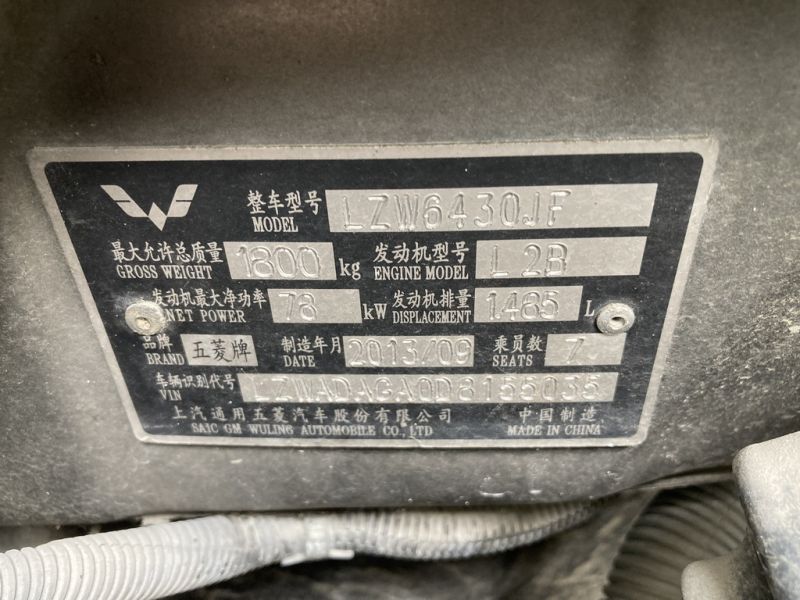 整车型号 LZW6430JF
MODEL
最大允许总质量 1800 kg 发动机型号 L2B
GROSS WEIGHT ENGINE MODEL
发动机最大净功率 78 kW 发动机排量 1.485 L
NET POWER DISPLACEMENT
品牌 五菱牌 制造年月 2013/09 乘员数 7
BRAND DATE SEATS
车辆识别代号 LZWADAGA0D8155035
VIN
上汽通用五菱汽车股份有限公司 中国制造
SAIC GM WULING AUTOMOBILE CO.,LTD MADE IN CHINA